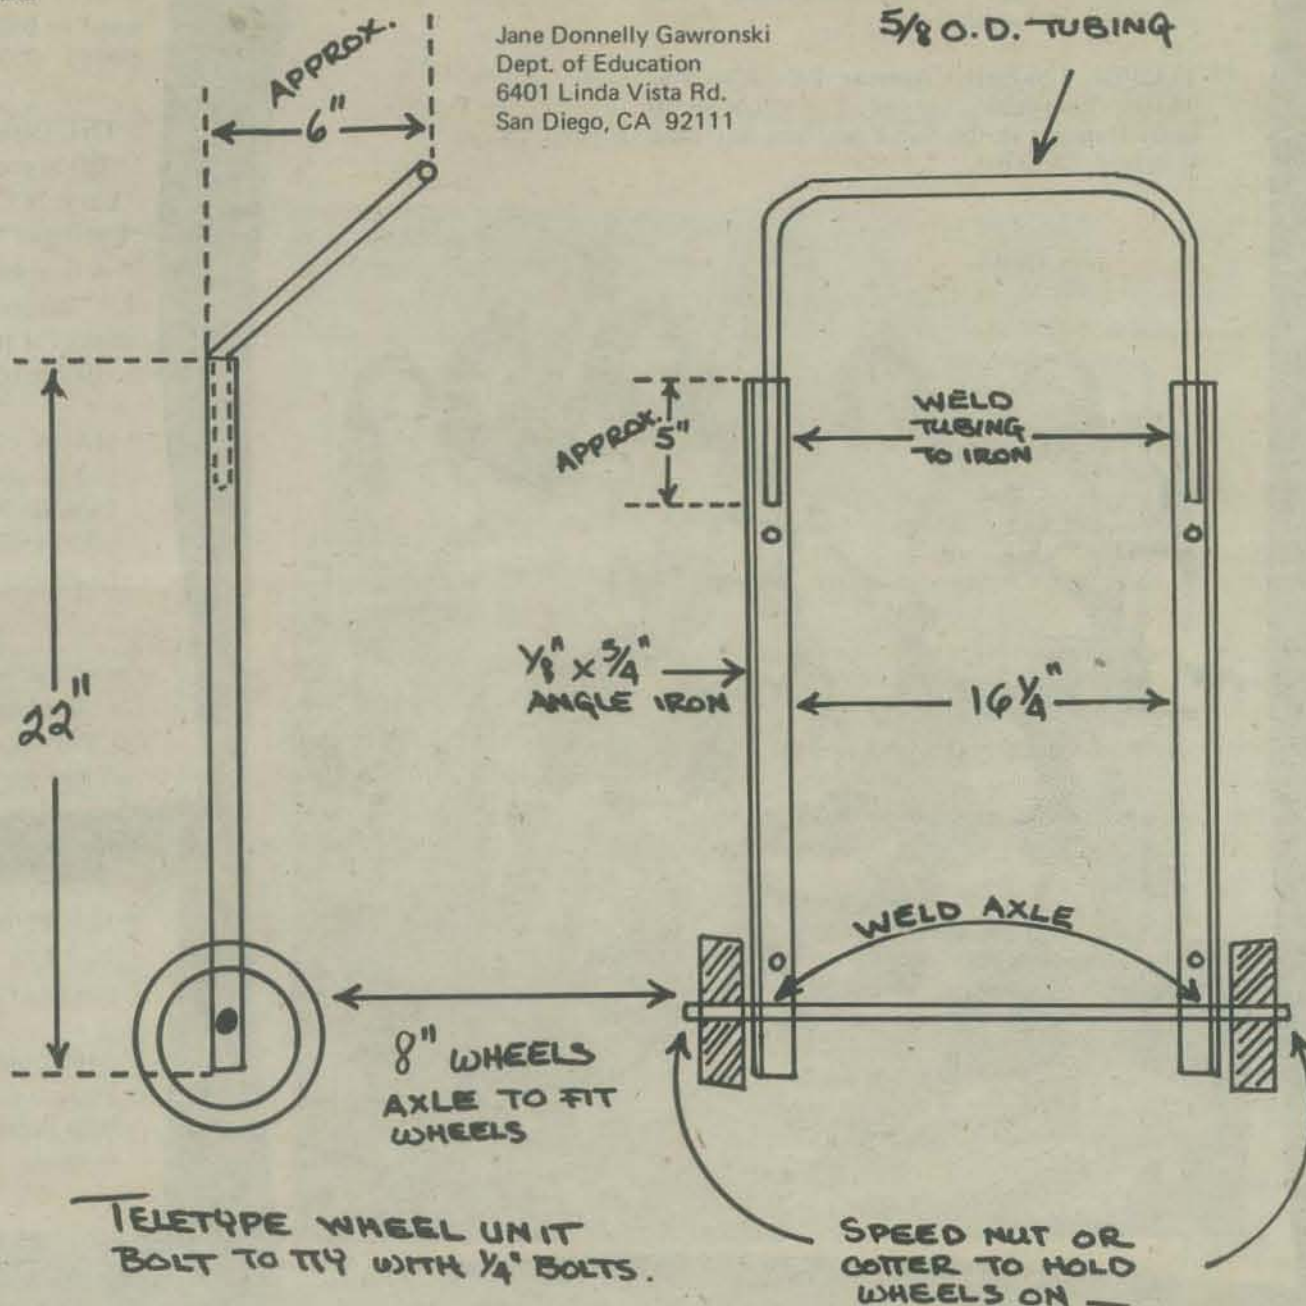 Jane Donnelly Gawronski
Dept. of Education
6401 Linda Vista Rd.
San Diego, CA 92111
5/8 O.D. TUBING
APPROX.
6"
APPROX.
5"
WELD
TUBING
TO IRON
1/8" x 3/4"
ANGLE IRON
16 1/4"
22"
WELD AXLE
8" WHEELS
AXLE TO FIT
WHEELS
TELETYPE WHEEL UNIT
BOLT TO TTY WITH 1/4" BOLTS.
SPEED NUT OR
COTTER TO HOLD
WHEELS ON